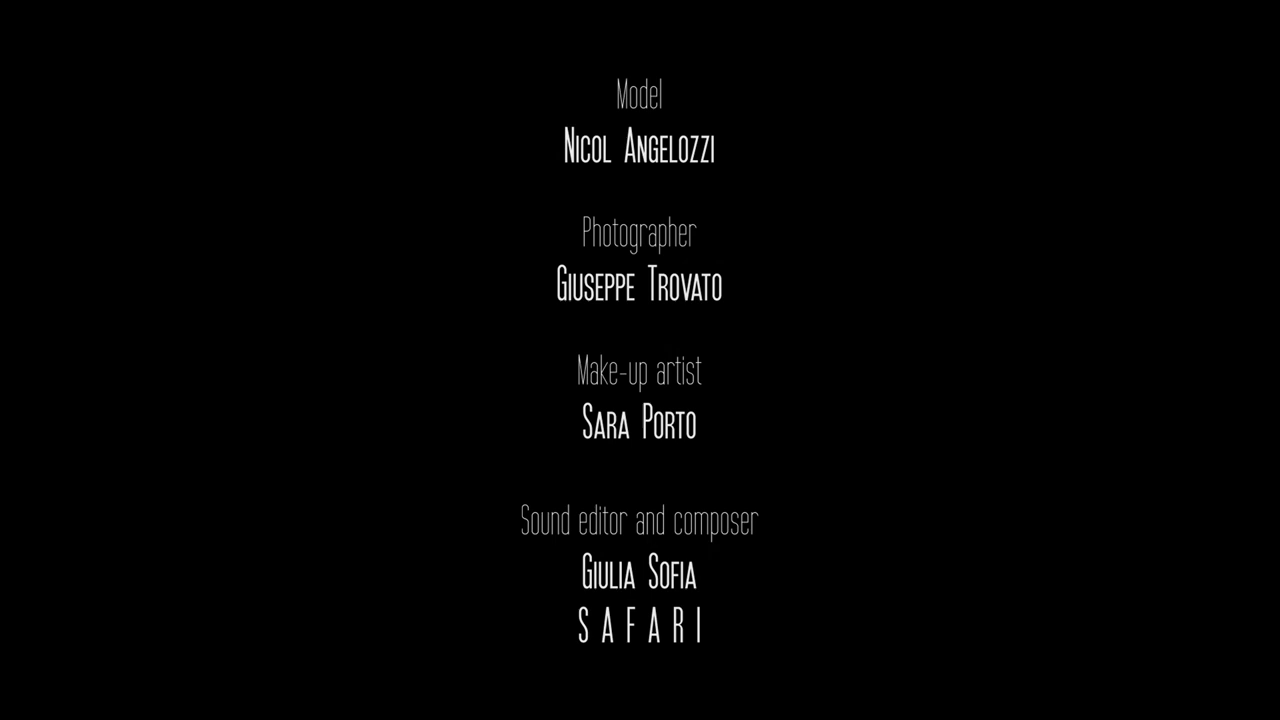 Model
Nicol Angelozzi
Photographer
Giuseppe Trovato
Make-up artist
Sara Porto
Sound editor and composer
Giulia Sofia
S A F A R I